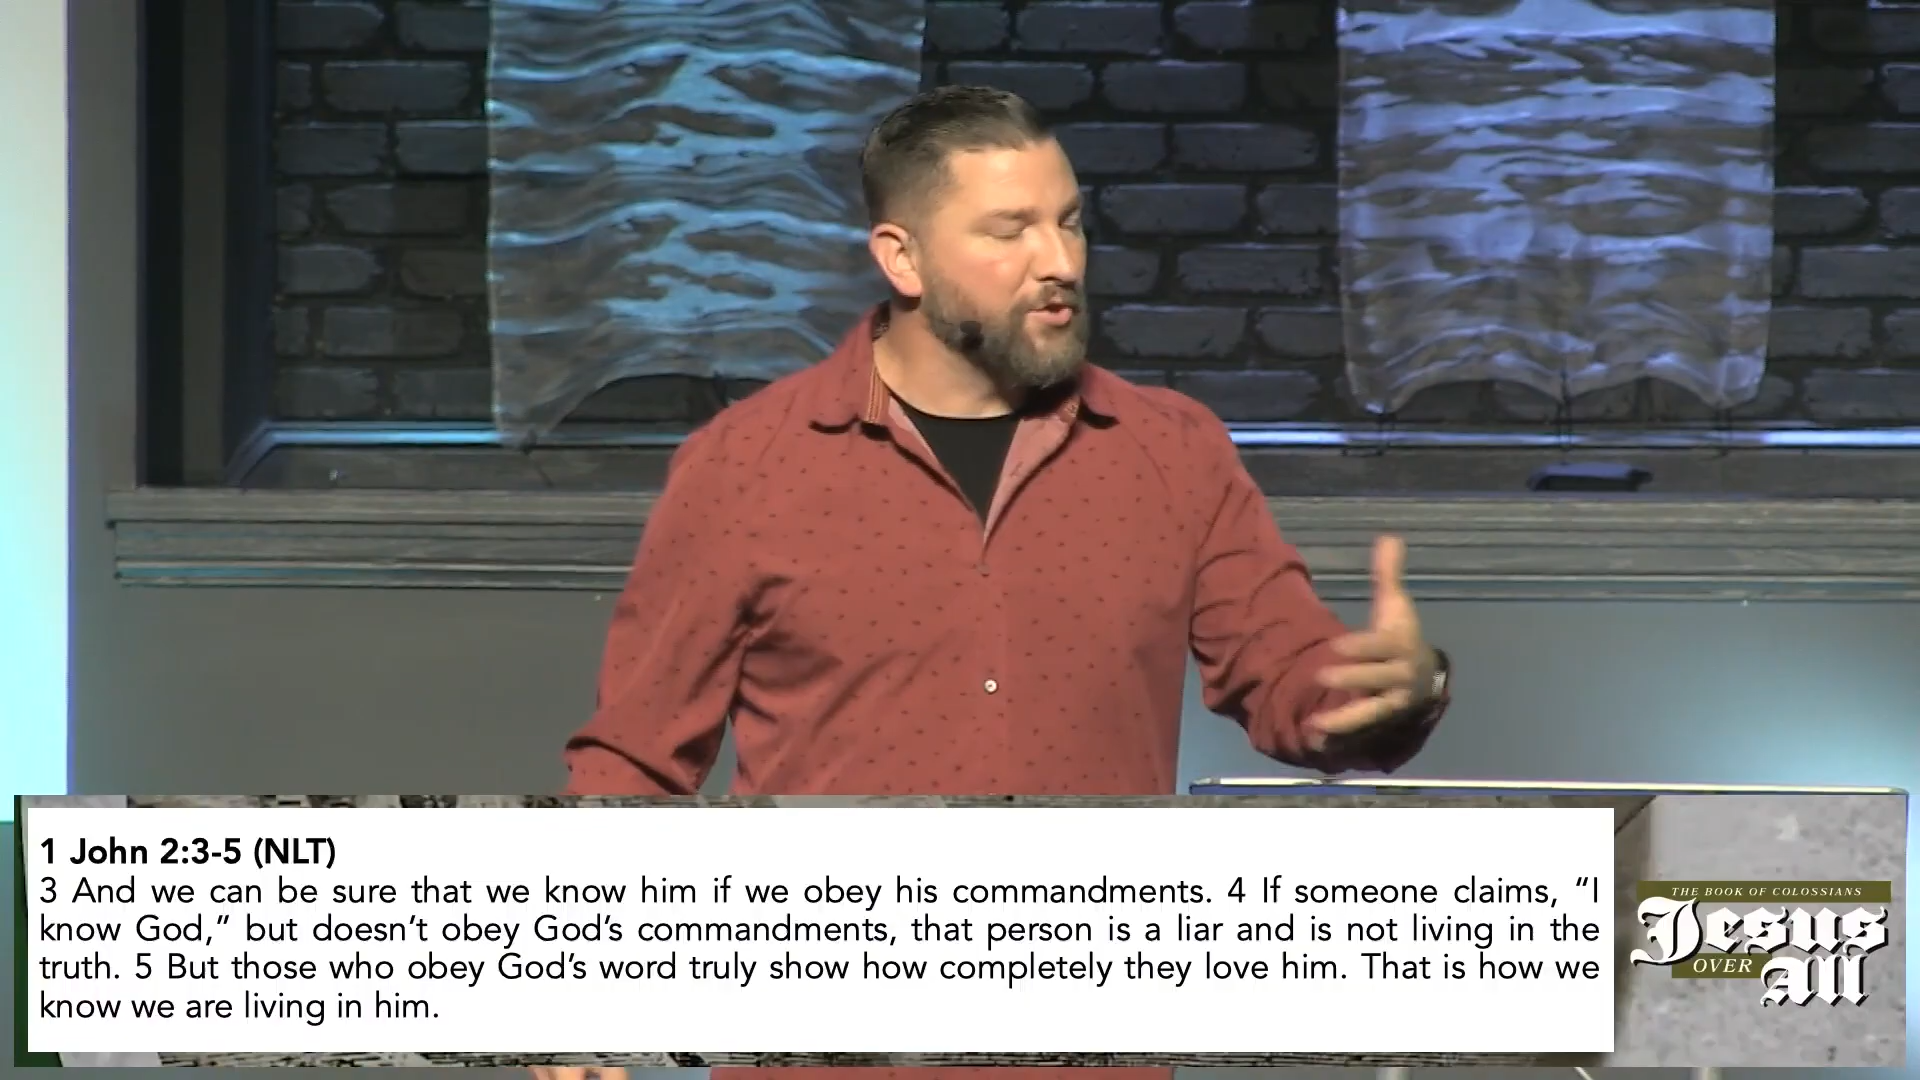 1 John 2:3-5 (NLT)
3 And we can be sure that we know him if we obey his commandments. 4 If someone claims, “I
know God,” but doesn’t obey God’s commandments, that person is a liar and is not living in the
truth. 5 But those who obey God’s word truly show how completely they love him. That is how we
know we are living in him.
THE BOOK OF COLOSSIANS
Jesus
OVER All